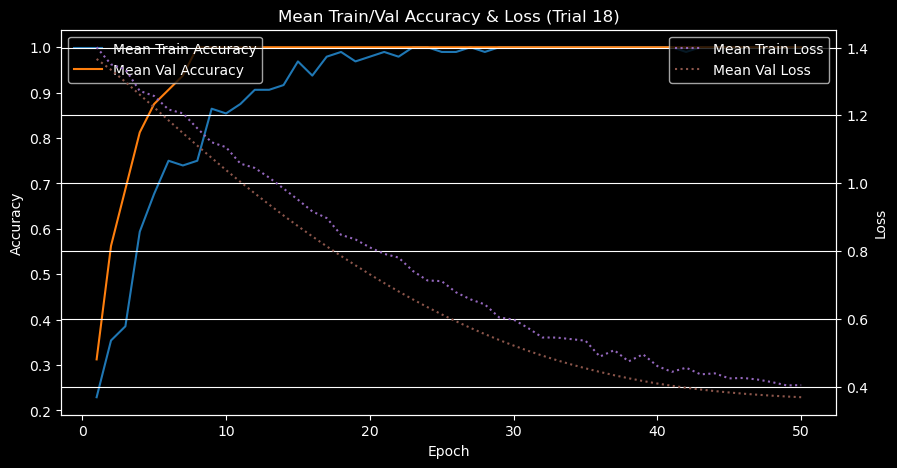 Mean Train/Val Accuracy & Loss (Trial 18)
Mean Train Accuracy
Mean Val Accuracy
Mean Train Loss
Mean Val Loss
1.0
0.9
0.8
0.7
0.6
0.5
0.4
0.3
0.2
Accuracy
1.4
1.2
1.0
0.8
0.6
0.4
Loss
0 10 20 30 40 50
Epoch